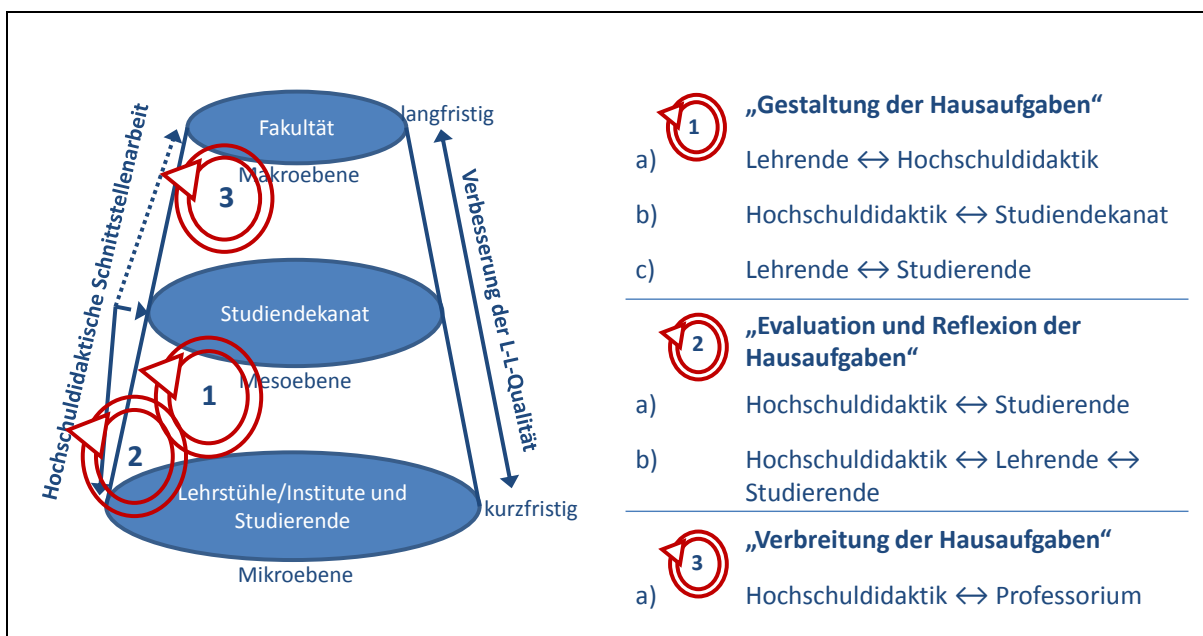 Hochschuldidaktische Schnittstellenarbeit
Fakultät
langfristig
Makroebene
3
Verbesserung der L-L-Qualität
Studiendekanat
Mesoebene
1
2
Lehrstühle/Institute und
Studierende
kurzfristig
Mikroebene
1
„Gestaltung der Hausaufgaben“
a) Lehrende ↔ Hochschuldidaktik
b) Hochschuldidaktik ↔ Studiendekanat
c) Lehrende ↔ Studierende
2
„Evaluation und Reflexion der
Hausaufgaben“
a) Hochschuldidaktik ↔ Studierende
b) Hochschuldidaktik ↔ Lehrende ↔
Studierende
3
„Verbreitung der Hausaufgaben“
a) Hochschuldidaktik ↔ Professorium